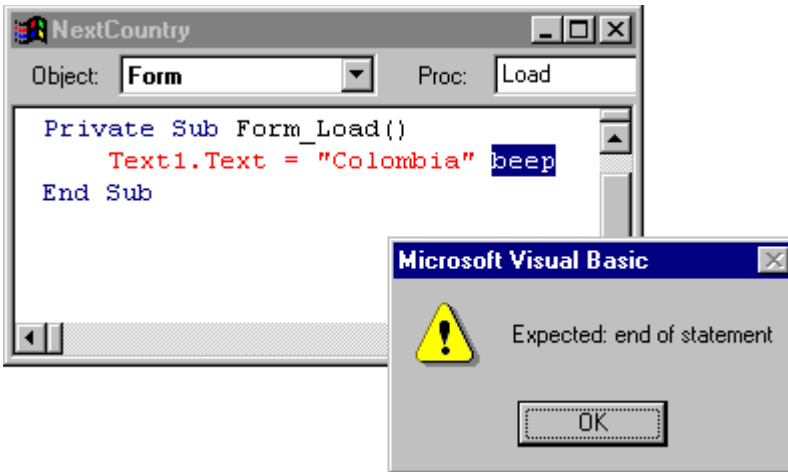 NextCountry
Object: Form Proc: Load
Private Sub Form_Load()
Text1.Text = "Colombia" beep
End Sub
Microsoft Visual Basic
Expected: end of statement
OK